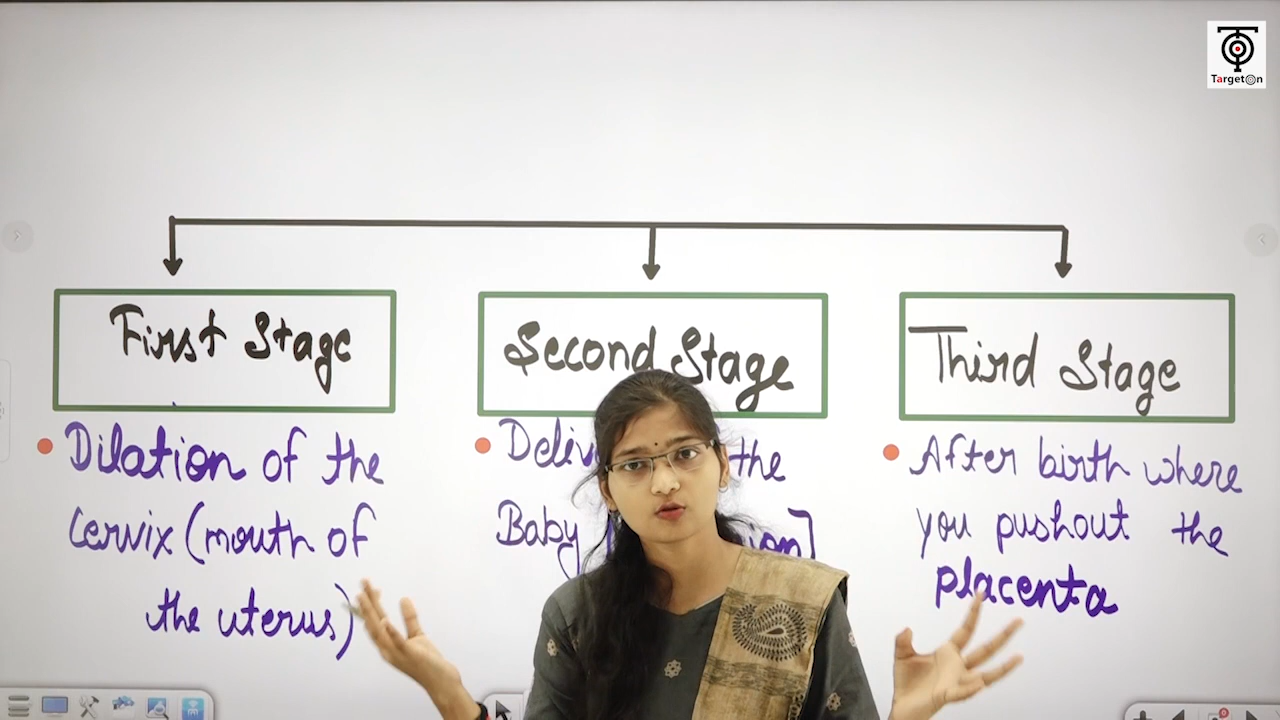 TargetOn
First Stage
Dilation of the
Cervix (mouth of
the uterus)
Second Stage
the
Baby
Third Stage
After birth where
you pushout the
placenta